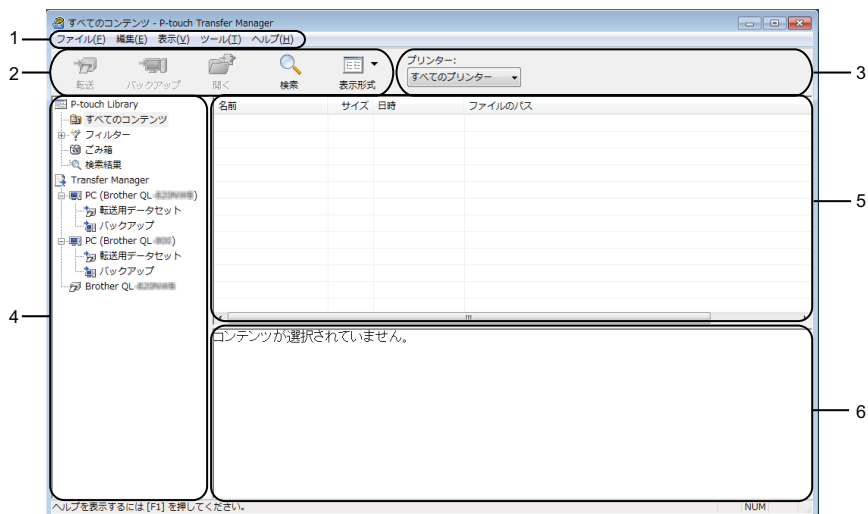 すべてのコンテンツ - P-touch Transfer Manager
1
ファイル(F) 編集(E) 表示(V) ツール(T) ヘルプ(H)
2
転送 バックアップ 開く 検索 表示形式
プリンター:
すべてのプリンター
3
4
P-touch Library
すべてのコンテンツ
フィルター
ごみ箱
検索結果
Transfer Manager
PC (Brother QL- )
転送用データセット
バックアップ
PC (Brother QL- )
転送用データセット
バックアップ
Brother QL-
名前 サイズ 日時 ファイルのパス
5
コンテンツが選択されていません。
6
ヘルプを表示するには [F1] を押してください。
NUM